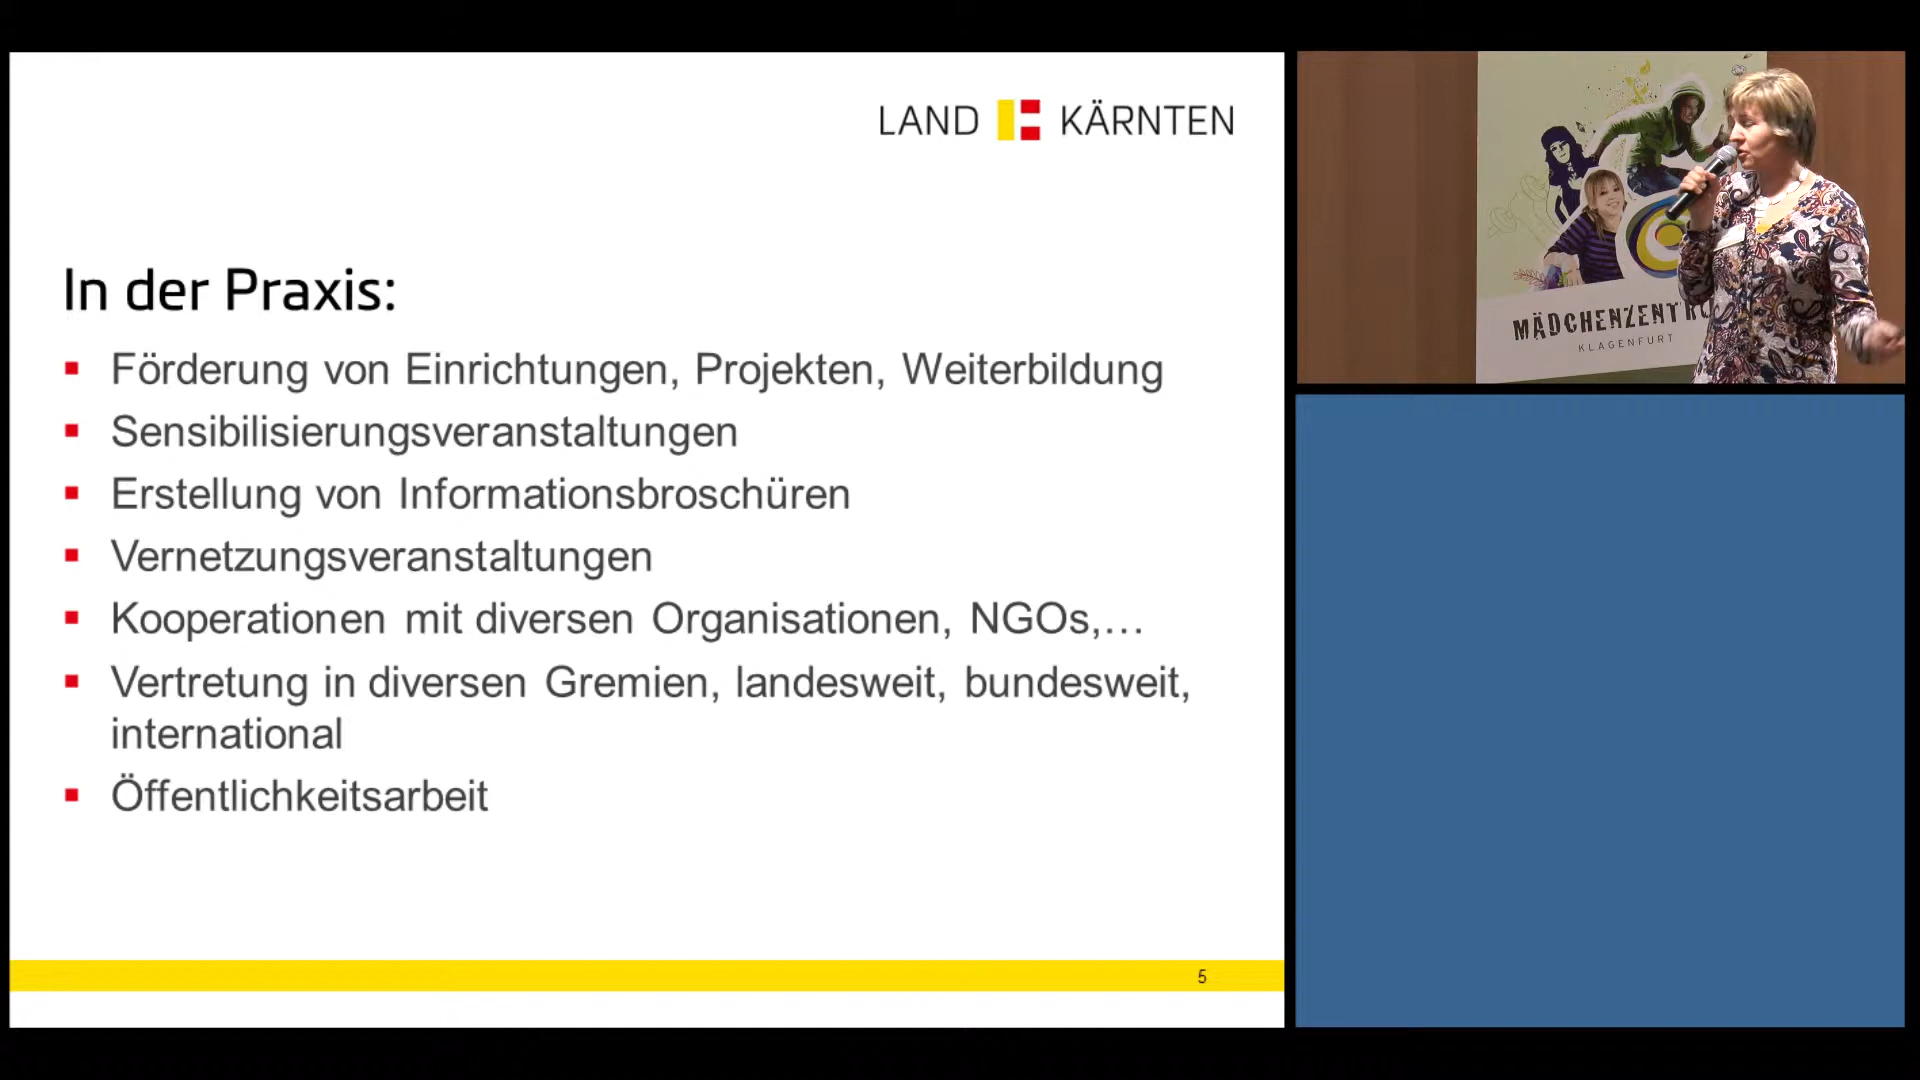 LAND KÄRNTEN
In der Praxis:
Förderung von Einrichtungen, Projekten, Weiterbildung
Sensibilisierungsveranstaltungen
Erstellung von Informationsbroschüren
Vernetzungsveranstaltungen
Kooperationen mit diversen Organisationen, NGOs,...
Vertretung in diversen Gremien, landesweit, bundesweit,
international
Öffentlichkeitsarbeit
5
MÄDCHENZENTR
KLAGENFURT